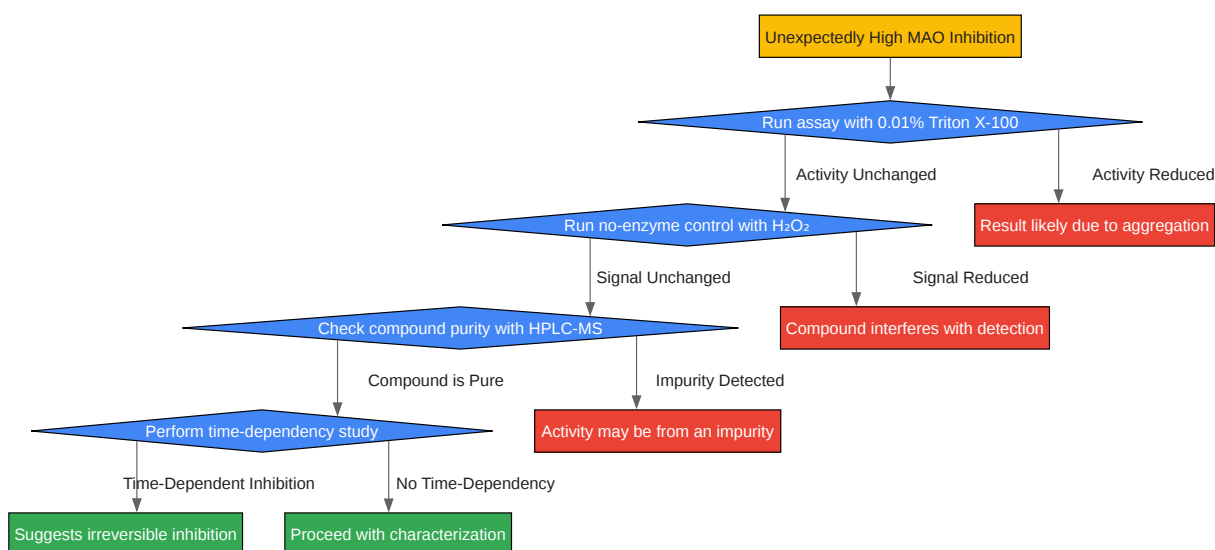 Unexpectedly High MAO Inhibition
Run assay with 0.01% Triton X-100
Activity Unchanged
Activity Reduced
Run no-enzyme control with H₂O₂
Result likely due to aggregation
Signal Unchanged
Signal Reduced
Check compound purity with HPLC-MS
Compound interferes with detection
Compound is Pure
Impurity Detected
Perform time-dependency study
Activity may be from an impurity
Time-Dependent Inhibition
No Time-Dependency
Suggests irreversible inhibition
Proceed with characterization